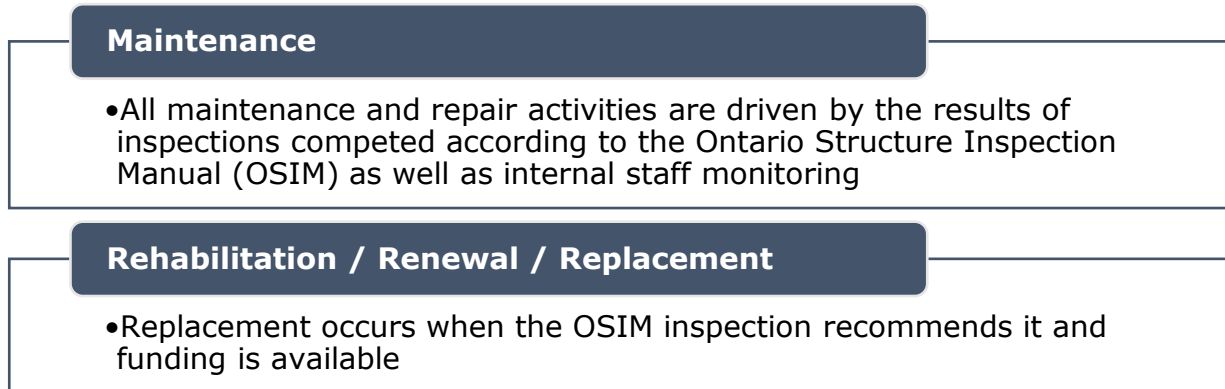 Maintenance
•All maintenance and repair activities are driven by the results of
inspections competed according to the Ontario Structure Inspection
Manual (OSIM) as well as internal staff monitoring
Rehabilitation / Renewal / Replacement
•Replacement occurs when the OSIM inspection recommends it and
funding is available